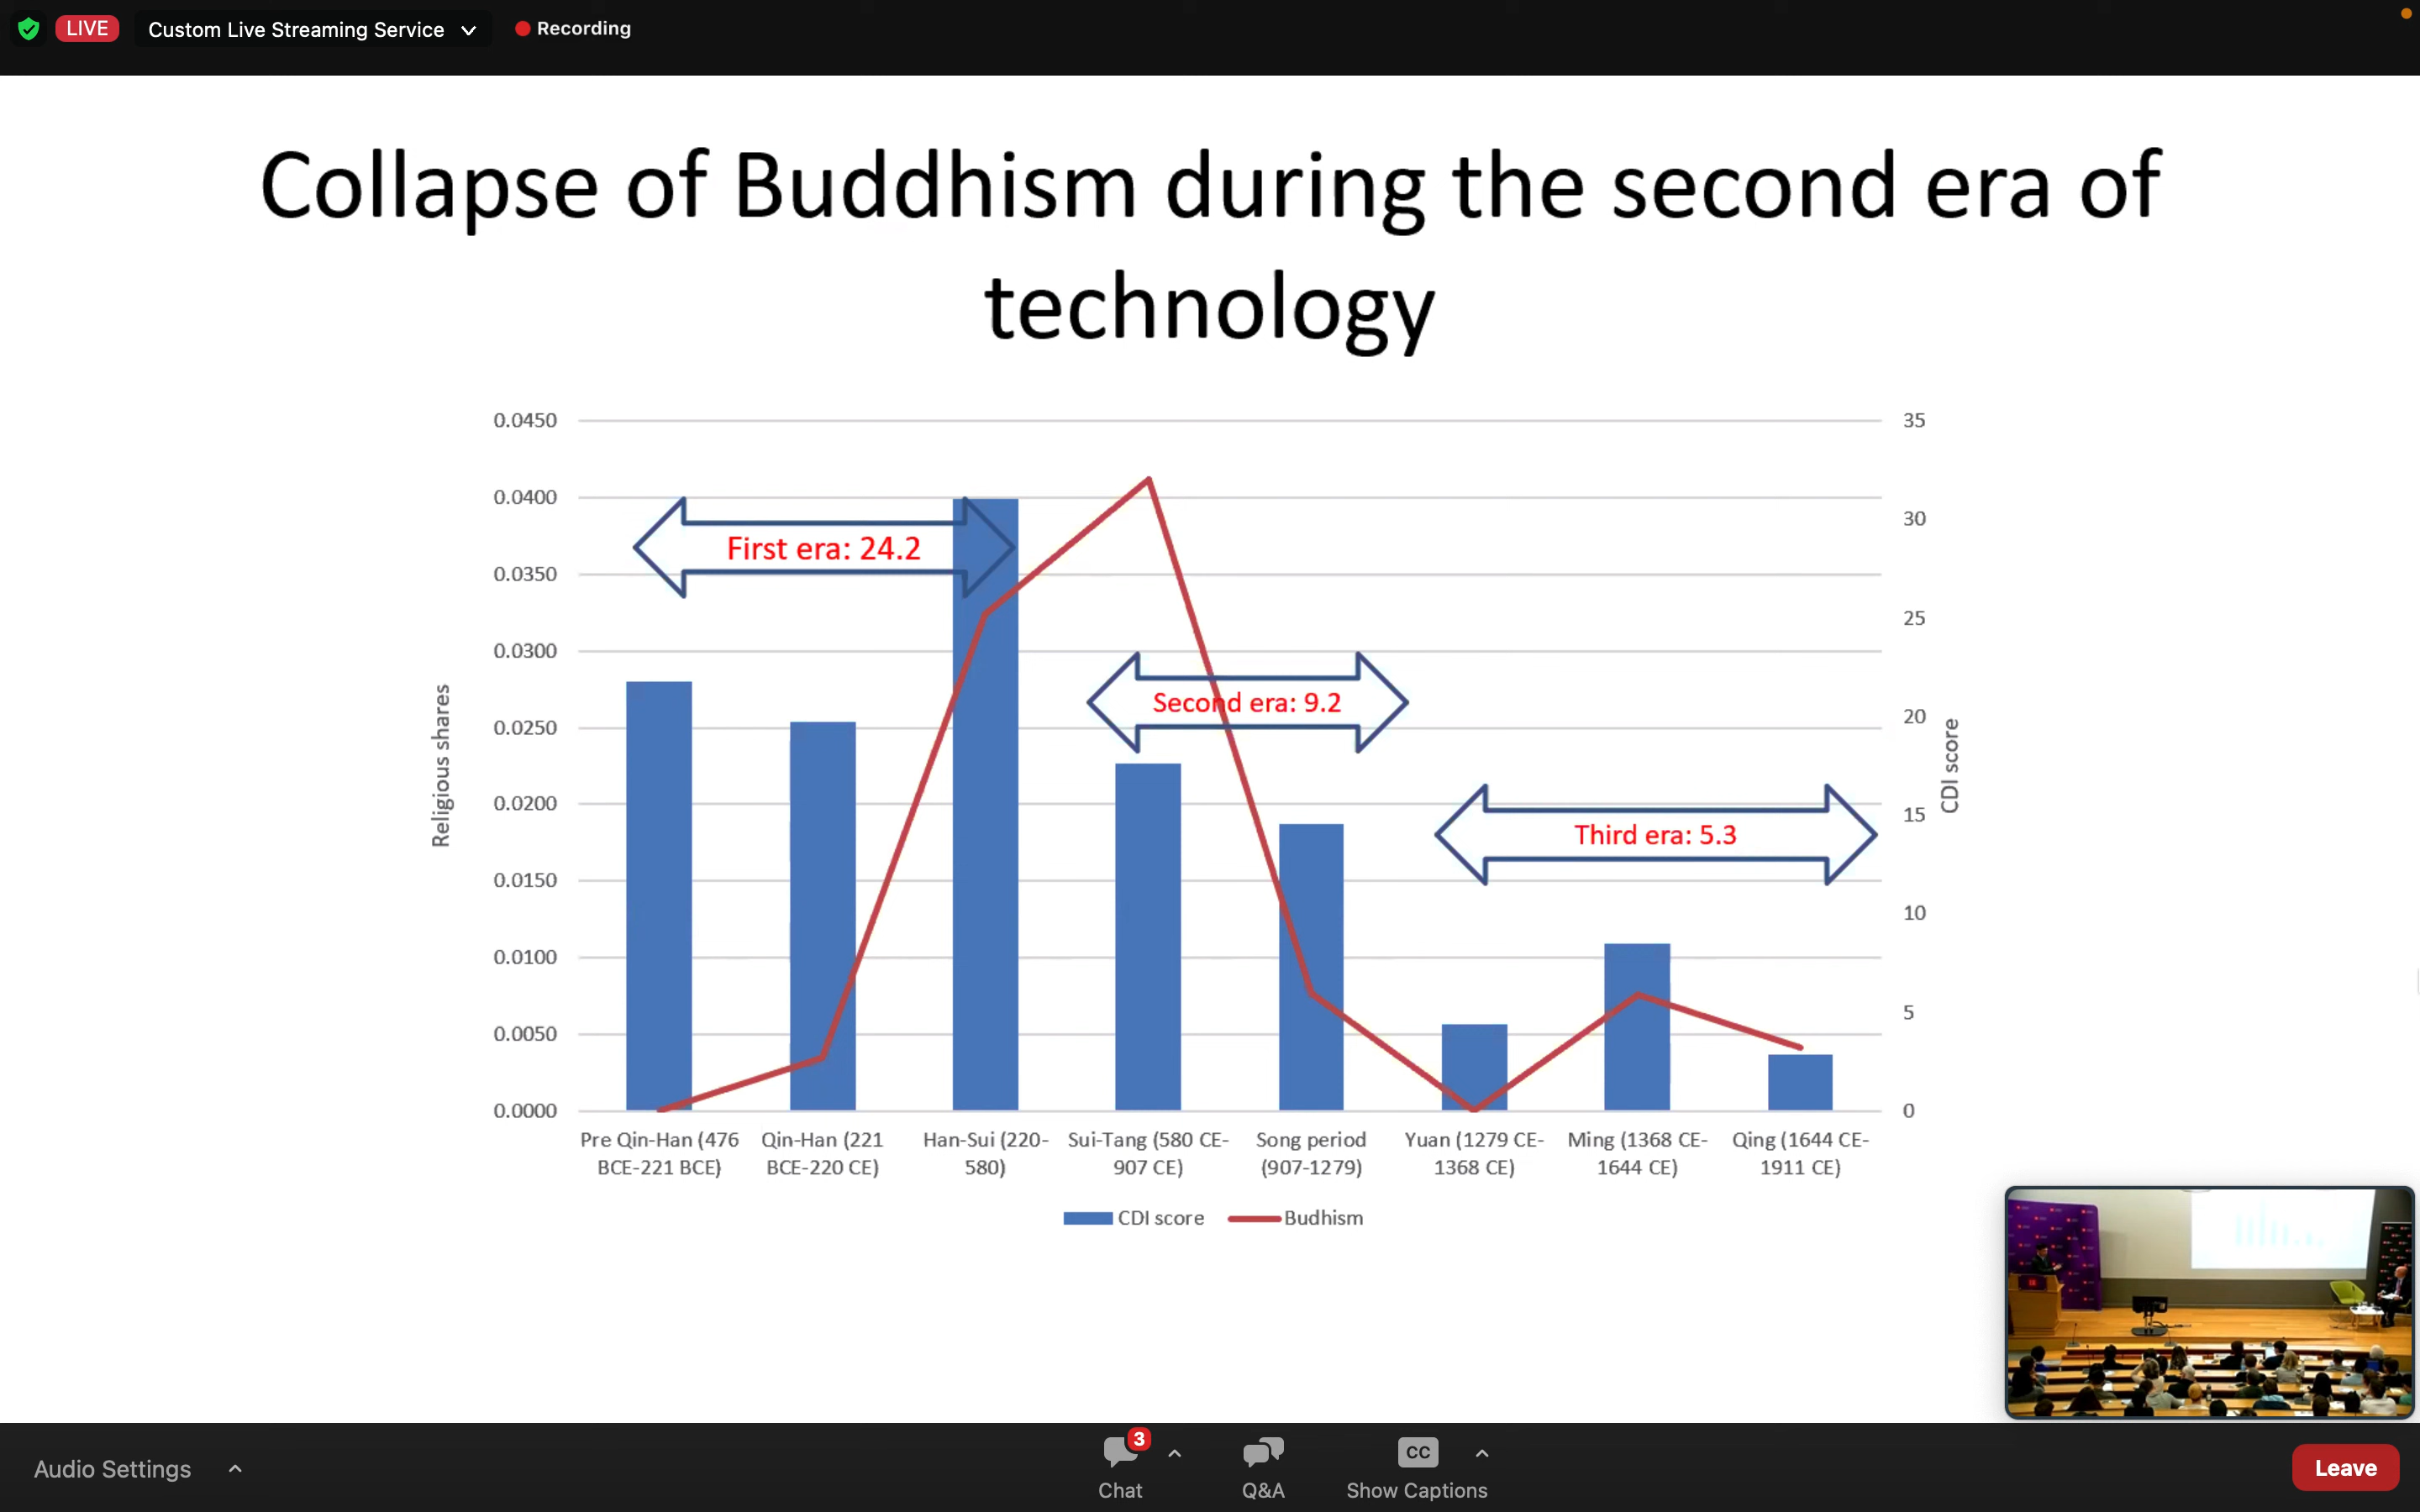 LIVE
Custom Live Streaming Service
Recording
Collapse of Buddhism during the second era of
technology
0.0450
0.0400
0.0350
0.0300
0.0250
0.0200
0.0150
0.0100
0.0050
0.0000
Religious shares
35
30
25
20
15
10
5
0
CDI score
First era: 24.2
Second era: 9.2
Third era: 5.3
Pre Qin-Han (476
BCE-221 BCE)
Qin-Han (221
BCE-220 CE)
Han-Sui (220-
580)
Sui-Tang (580 CE-
907 CE)
Song period
(907-1279)
Yuan (1279 CE-
1368 CE)
Ming (1368 CE-
1644 CE)
Qing (1644 CE-
1911 CE)
CDI score
Budhism
Audio Settings
3
Chat
Q&A
CC
Show Captions
Leave